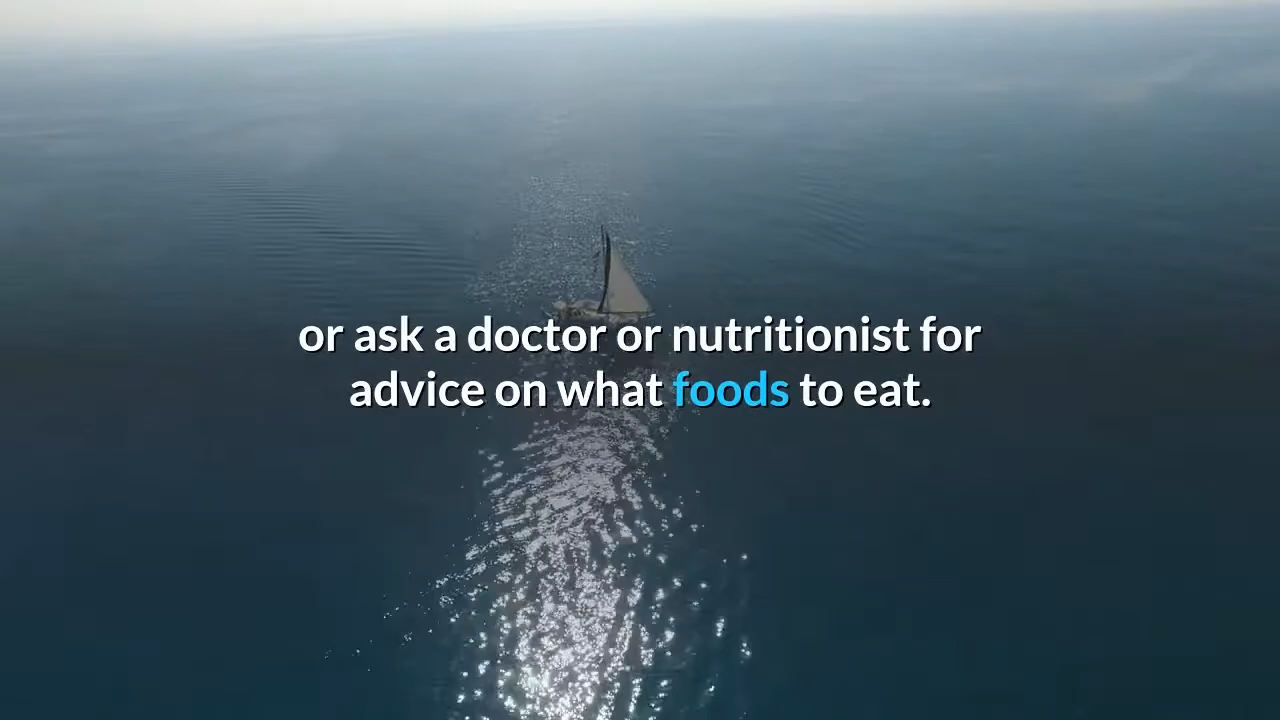 or ask a doctor or nutritionist for
advice on what foods to eat.